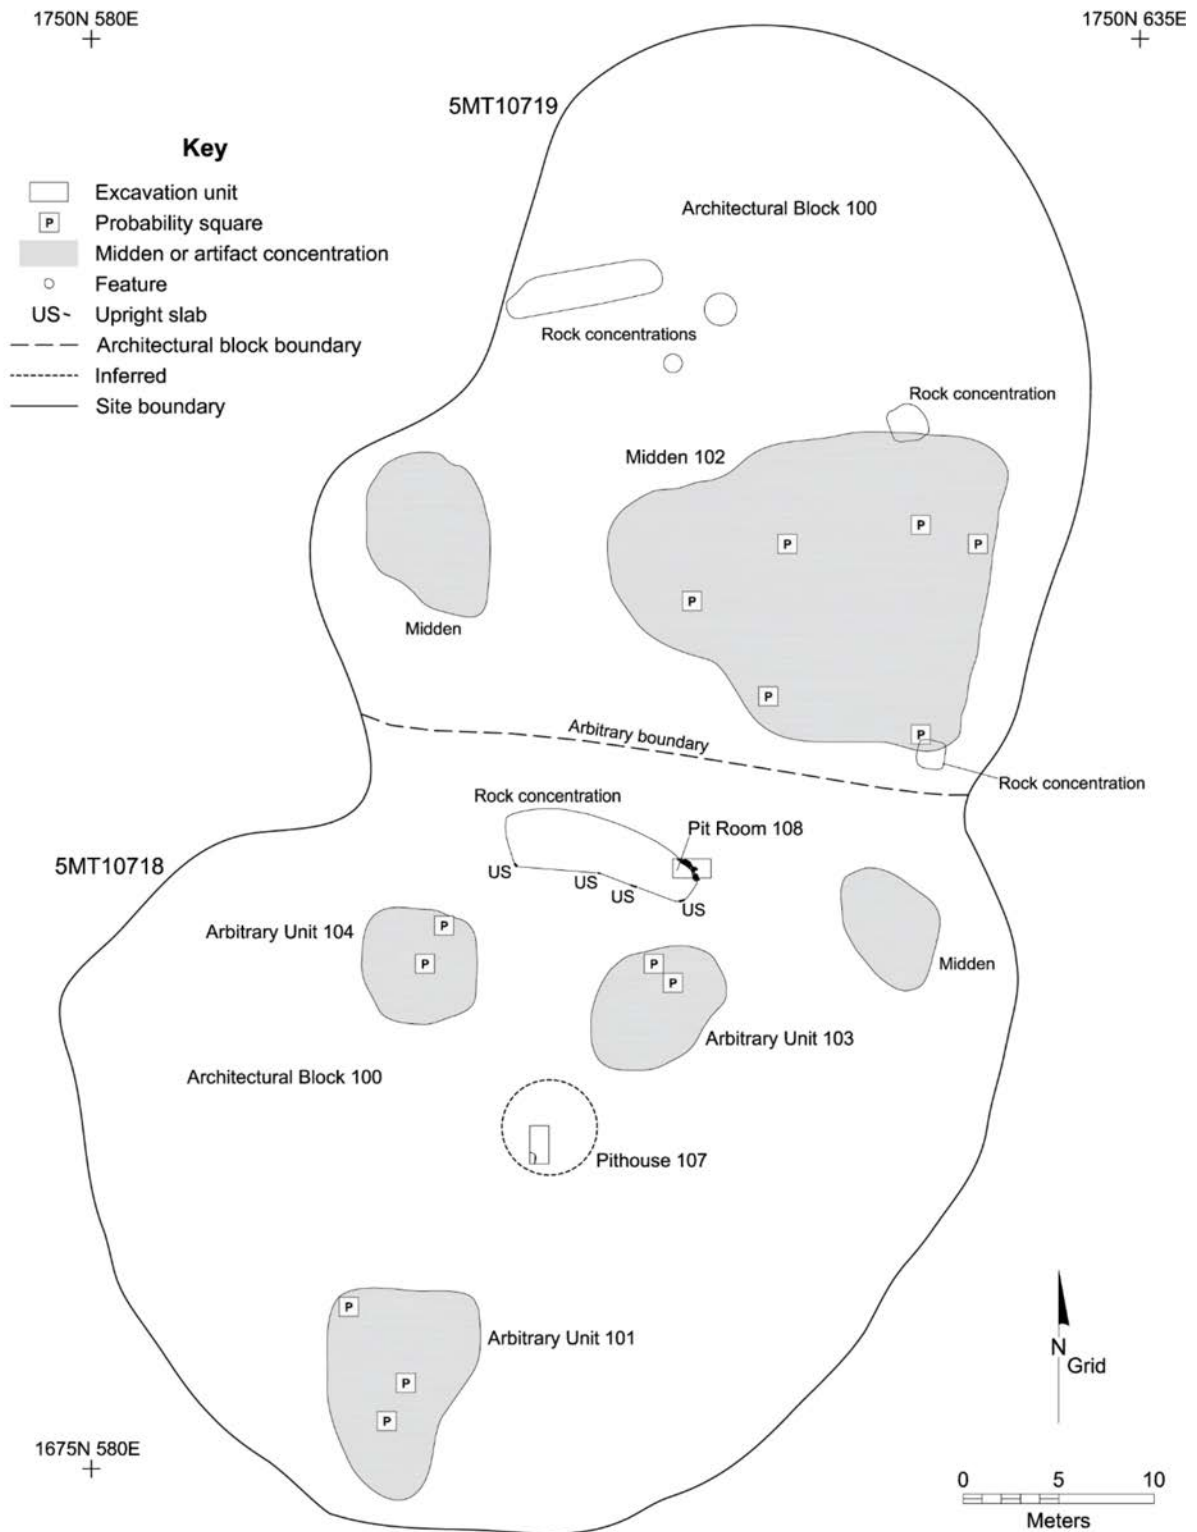 1750N 580E
1750N 635E
5MT10719
Key
Excavation unit
P Probability square
Midden or artifact concentration
Feature
US Upright slab
Architectural block boundary
Inferred
Site boundary
Architectural Block 100
Rock concentrations
Rock concentration
Midden 102
P
P
P
P
Midden
P
P
Arbitrary boundary
Rock concentration
Rock concentration
Pit Room 108
5MT10718
US
US
US
US
Arbitrary Unit 104
P
P
P
P
Midden
Arbitrary Unit 103
Architectural Block 100
Pithouse 107
P
Arbitrary Unit 101
P
P
N
Grid
1675N 580E
0 5 10
Meters